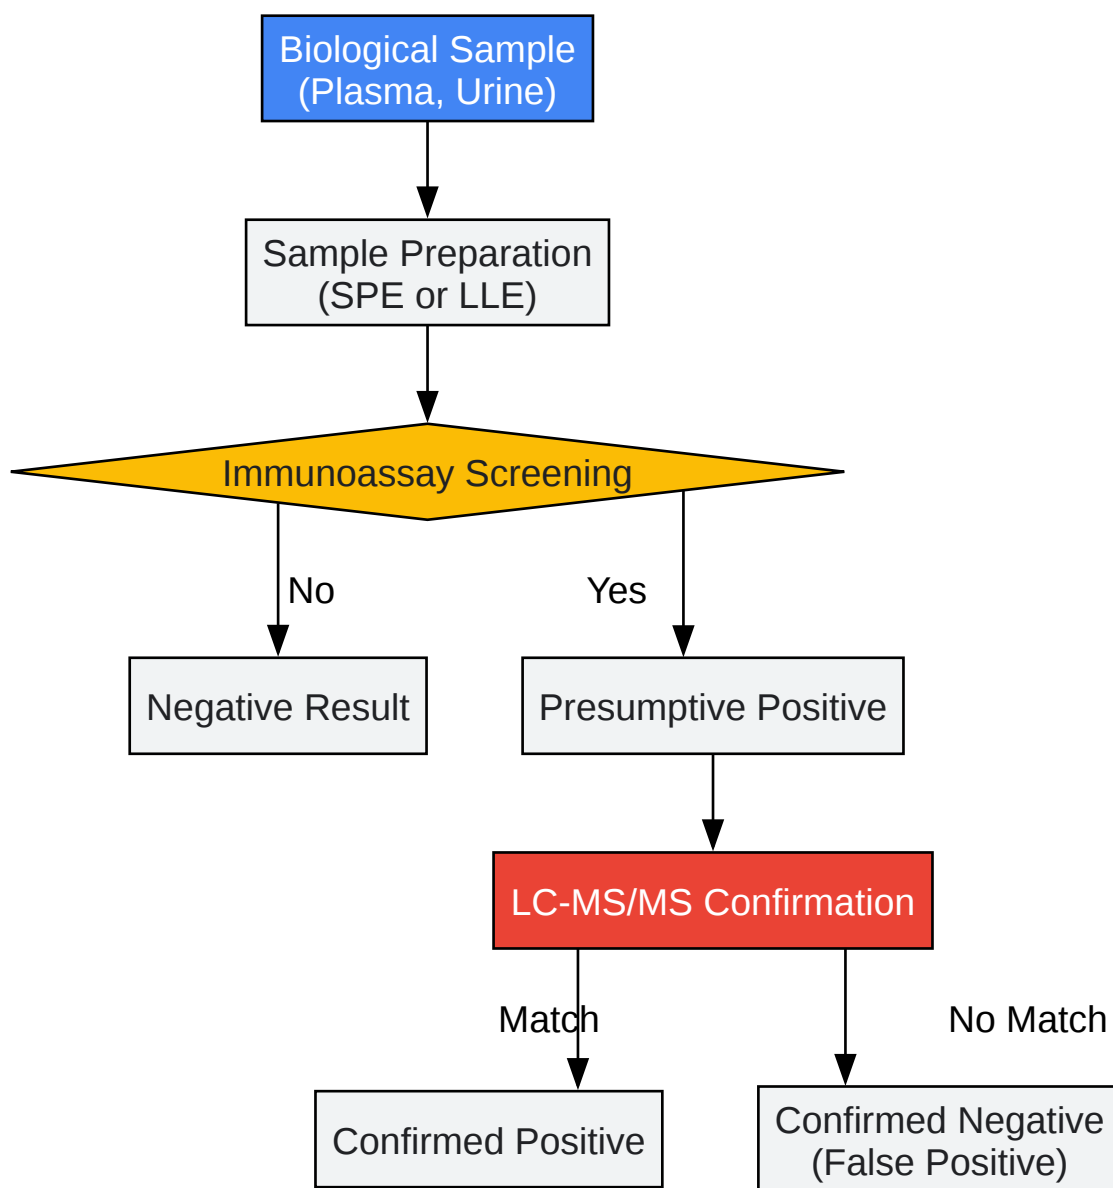 Biological Sample
(Plasma, Urine)
Sample Preparation
(SPE or LLE)
Immunoassay Screening
No
Yes
Negative Result
Presumptive Positive
LC-MS/MS Confirmation
Match
No Match
Confirmed Positive
Confirmed Negative
(False Positive)